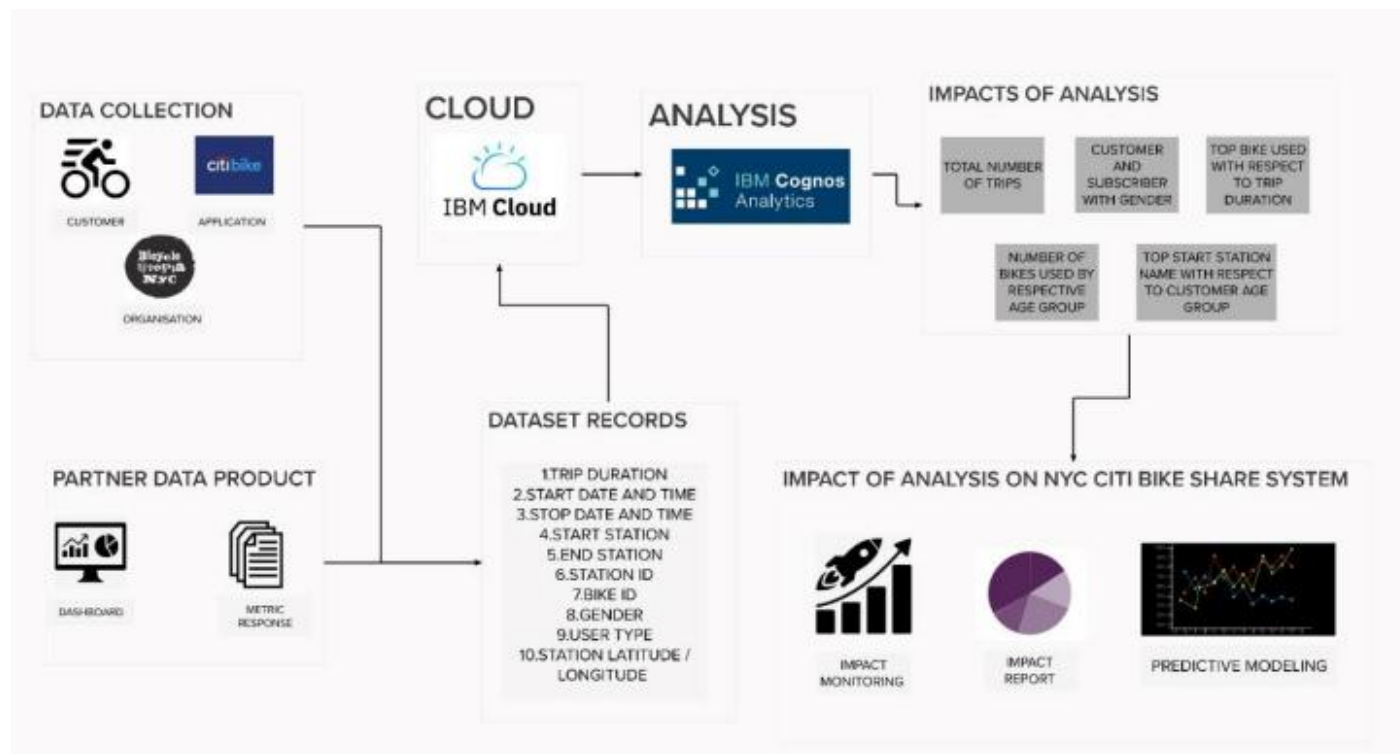 DATA COLLECTION
citibike
CUSTOMER
APPLICATION
Bicycle
Utopia
NYC
ORGANISATION
CLOUD
IBM Cloud
ANALYSIS
IBM Cognos
Analytics
IMPACTS OF ANALYSIS
TOTAL NUMBER
OF TRIPS
CUSTOMER
AND
SUBSCRIBER
WITH GENDER
TOP BIKE USED
WITH RESPECT
TO TRIP
DURATION
NUMBER OF
BIKES USED BY
RESPECTIVE
AGE GROUP
TOP START STATION
NAME WITH RESPECT
TO CUSTOMER AGE
GROUP
PARTNER DATA PRODUCT
DASHBOARD
METRIC
RESPONSE
DATASET RECORDS
1.TRIP DURATION
2.START DATE AND TIME
3.STOP DATE AND TIME
4.START STATION
5.END STATION
6.STATION ID
7.BIKE ID
8.GENDER
9.USER TYPE
10.STATION LATITUDE /
LONGITUDE
IMPACT OF ANALYSIS ON NYC CITI BIKE SHARE SYSTEM
IMPACT
MONITORING
IMPACT
REPORT
PREDICTIVE MODELING